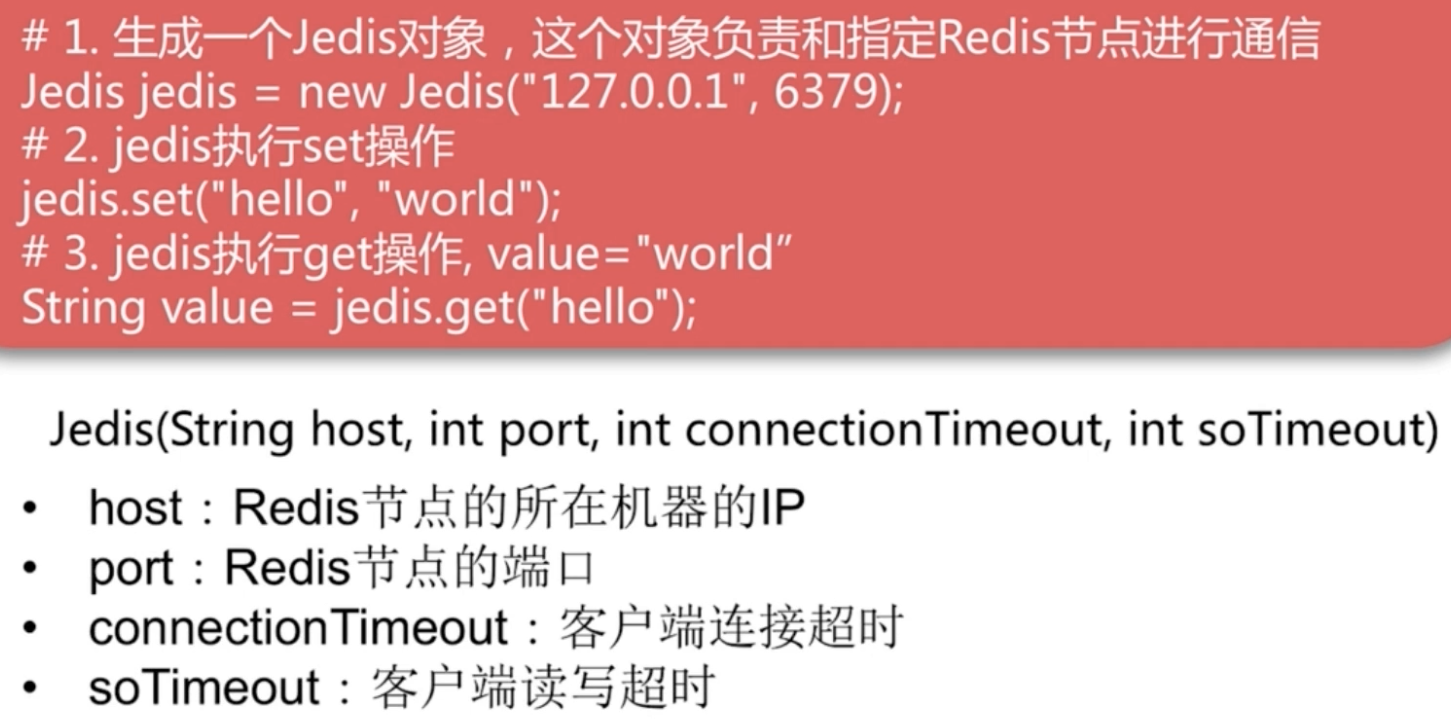 # 1. 生成一个Jedis对象，这个对象负责和指定Redis节点进行通信
Jedis jedis = new Jedis("127.0.0.1", 6379);
# 2. jedis执行set操作
jedis.set("hello", "world");
# 3. jedis执行get操作, value="world”
String value = jedis.get("hello");
Jedis(String host, int port, int connectionTimeout, int soTimeout)
• host：Redis节点的所在机器的IP
• port：Redis节点的端口
• connectionTimeout：客户端连接超时
• soTimeout：客户端读写超时